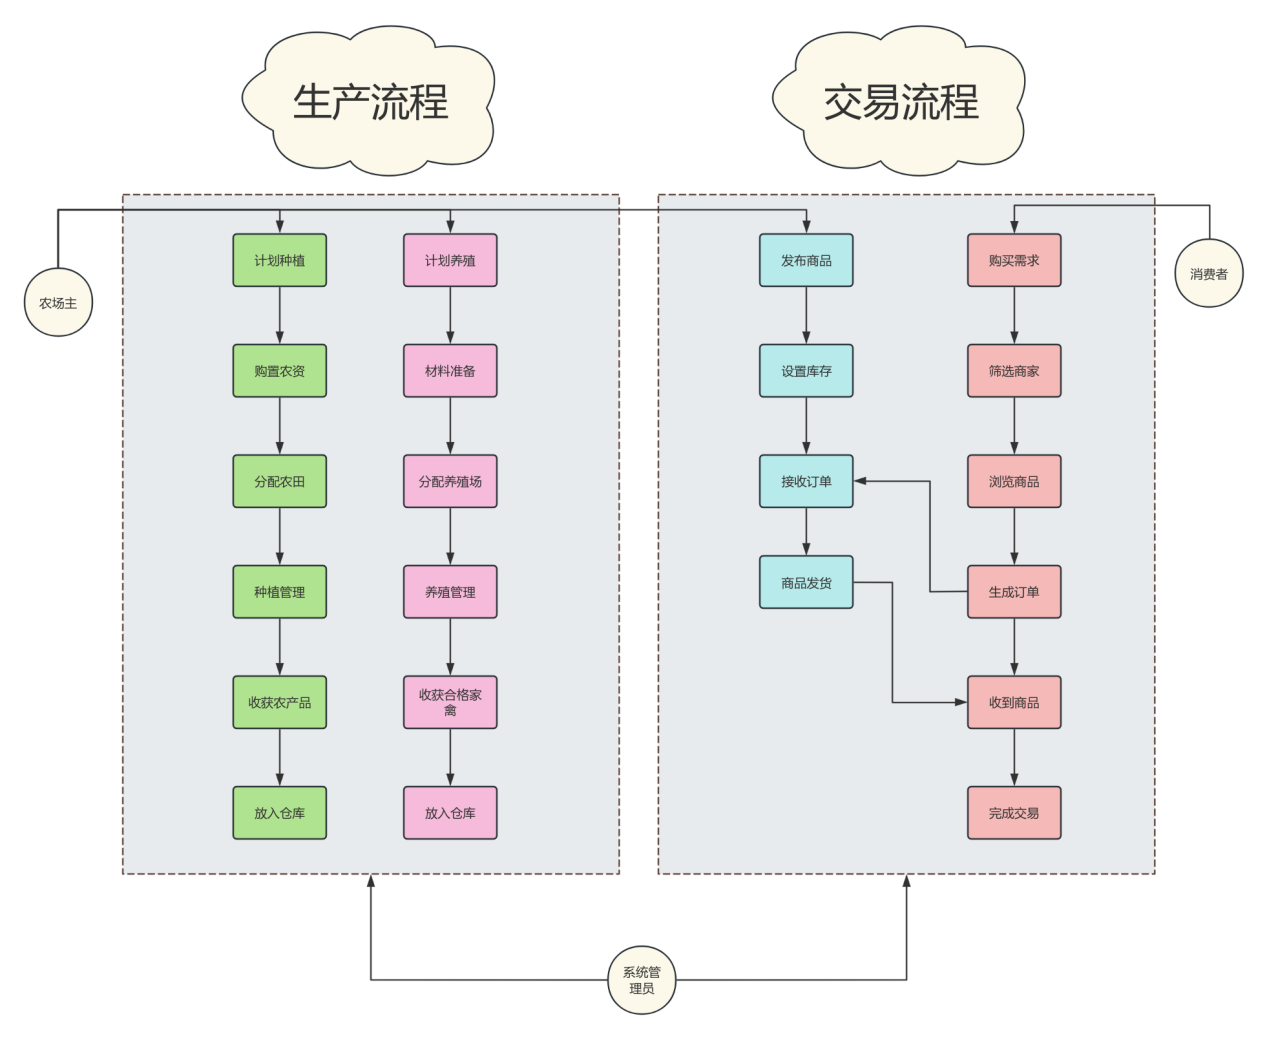 生产流程
交易流程
农场主
计划种植
购置农资
分配农田
种植管理
收获农产品
放入仓库
计划养殖
材料准备
分配养殖场
养殖管理
收获合格家
禽
放入仓库
发布商品
设置库存
接收订单
商品发货
购买需求
筛选商家
浏览商品
生成订单
收到商品
完成交易
消费者
系统管
理员